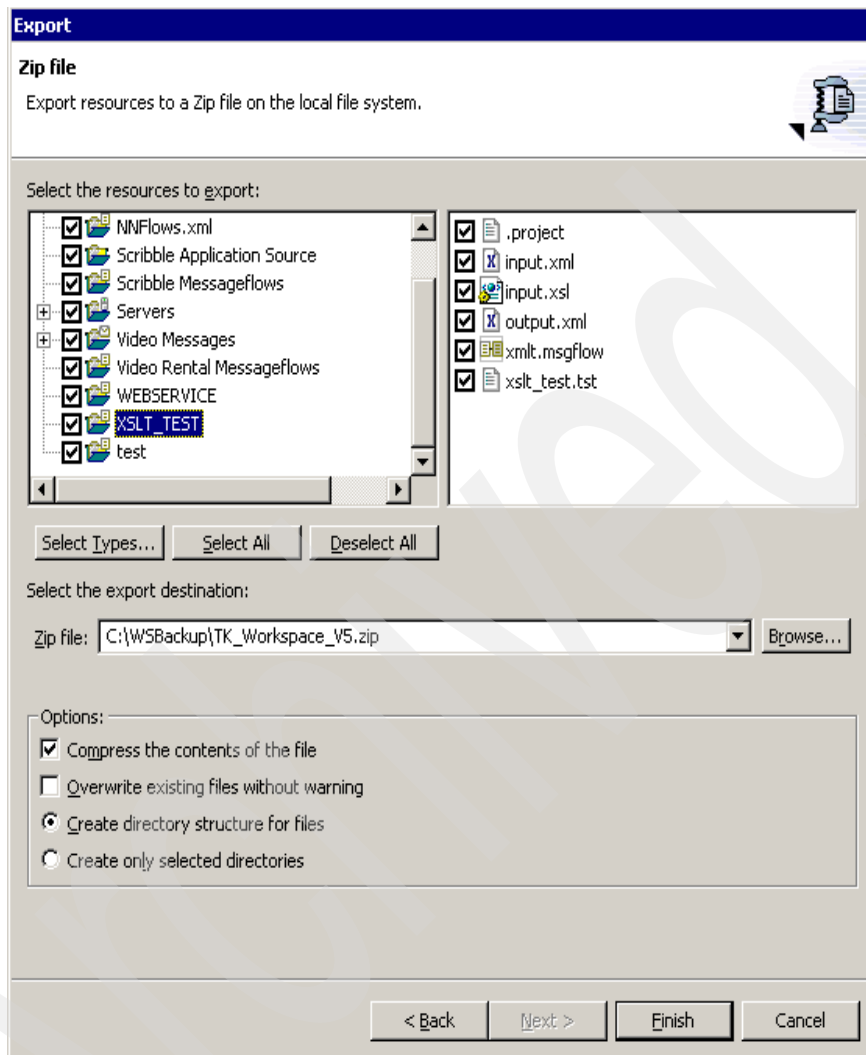 Export
Zip file
Export resources to a Zip file on the local file system.
Select the resources to export:
NNFlows.xml
Scribble Application Source
Scribble Messageflows
Servers
Video Messages
Video Rental Messageflows
WEBSERVICE
XSLT_TEST
test
.project
input.xml
input.xsl
output.xml
xmlt.msgflow
xslt_test.tst
Select Types... Select All Deselect All
Select the export destination:
Zip file: C:\WSBackup\TK_Workspace_V5.zip Browse...
Options:
Compress the contents of the file
Overwrite existing files without warning
Create directory structure for files
Create only selected directories
< Back Next > Finish Cancel